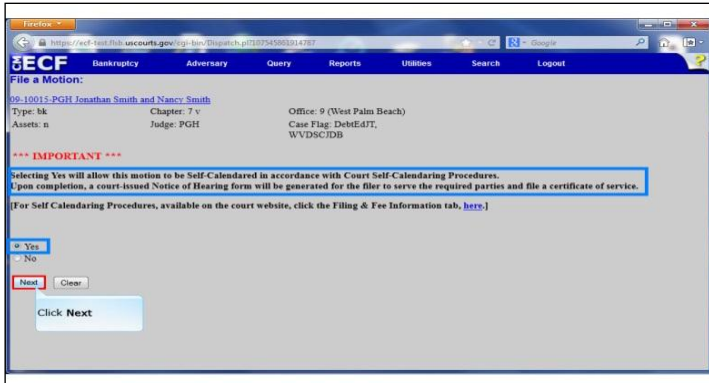 Firefox
https://ecf-test.flsb.uscourts.gov/cgi-bin/Dispatch.pl?107545861914787
Google
ECF Bankruptcy Adversary Query Reports Utilities Search Logout ?
File a Motion:
09-10015-PGH Jonathan Smith and Nancy Smith
Type: bk Chapter: 7 v Office: 9 (West Palm Beach)
Assets: n Judge: PGH Case Flag: DebtEdJT,
WVDSCJDB
*** IMPORTANT ***
Selecting Yes will allow this motion to be Self-Calendared in accordance with Court Self-Calendaring Procedures.
Upon completion, a court-issued Notice of Hearing form will be generated for the filer to serve the required parties and file a certificate of service.
[For Self Calendaring Procedures, available on the court website, click the Filing & Fee Information tab, here.]
Yes
No
Next Clear
Click Next